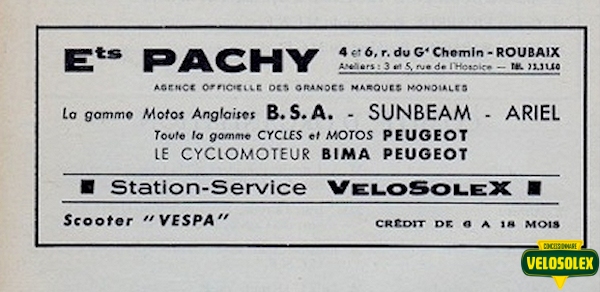 Ets PACHY
4 et 6, r. du Gd Chemin - ROUBAIX
Ateliers : 3 et 5, rue de l'Hospice — TÉL. 73.31.60
AGENCE OFFICIELLE DES GRANDES MARQUES MONDIALES
La gamme Motos Anglaises B.S.A. - SUNBEAM - ARIEL
Toute la gamme CYCLES et MOTOS PEUGEOT
LE CYCLOMOTEUR BIMA PEUGEOT
Station-Service VELOSOLEX
Scooter "VESPA"
CRÉDIT DE 6 A 18 MOIS
CONCESSIONNAIRE
VELOSOLEX